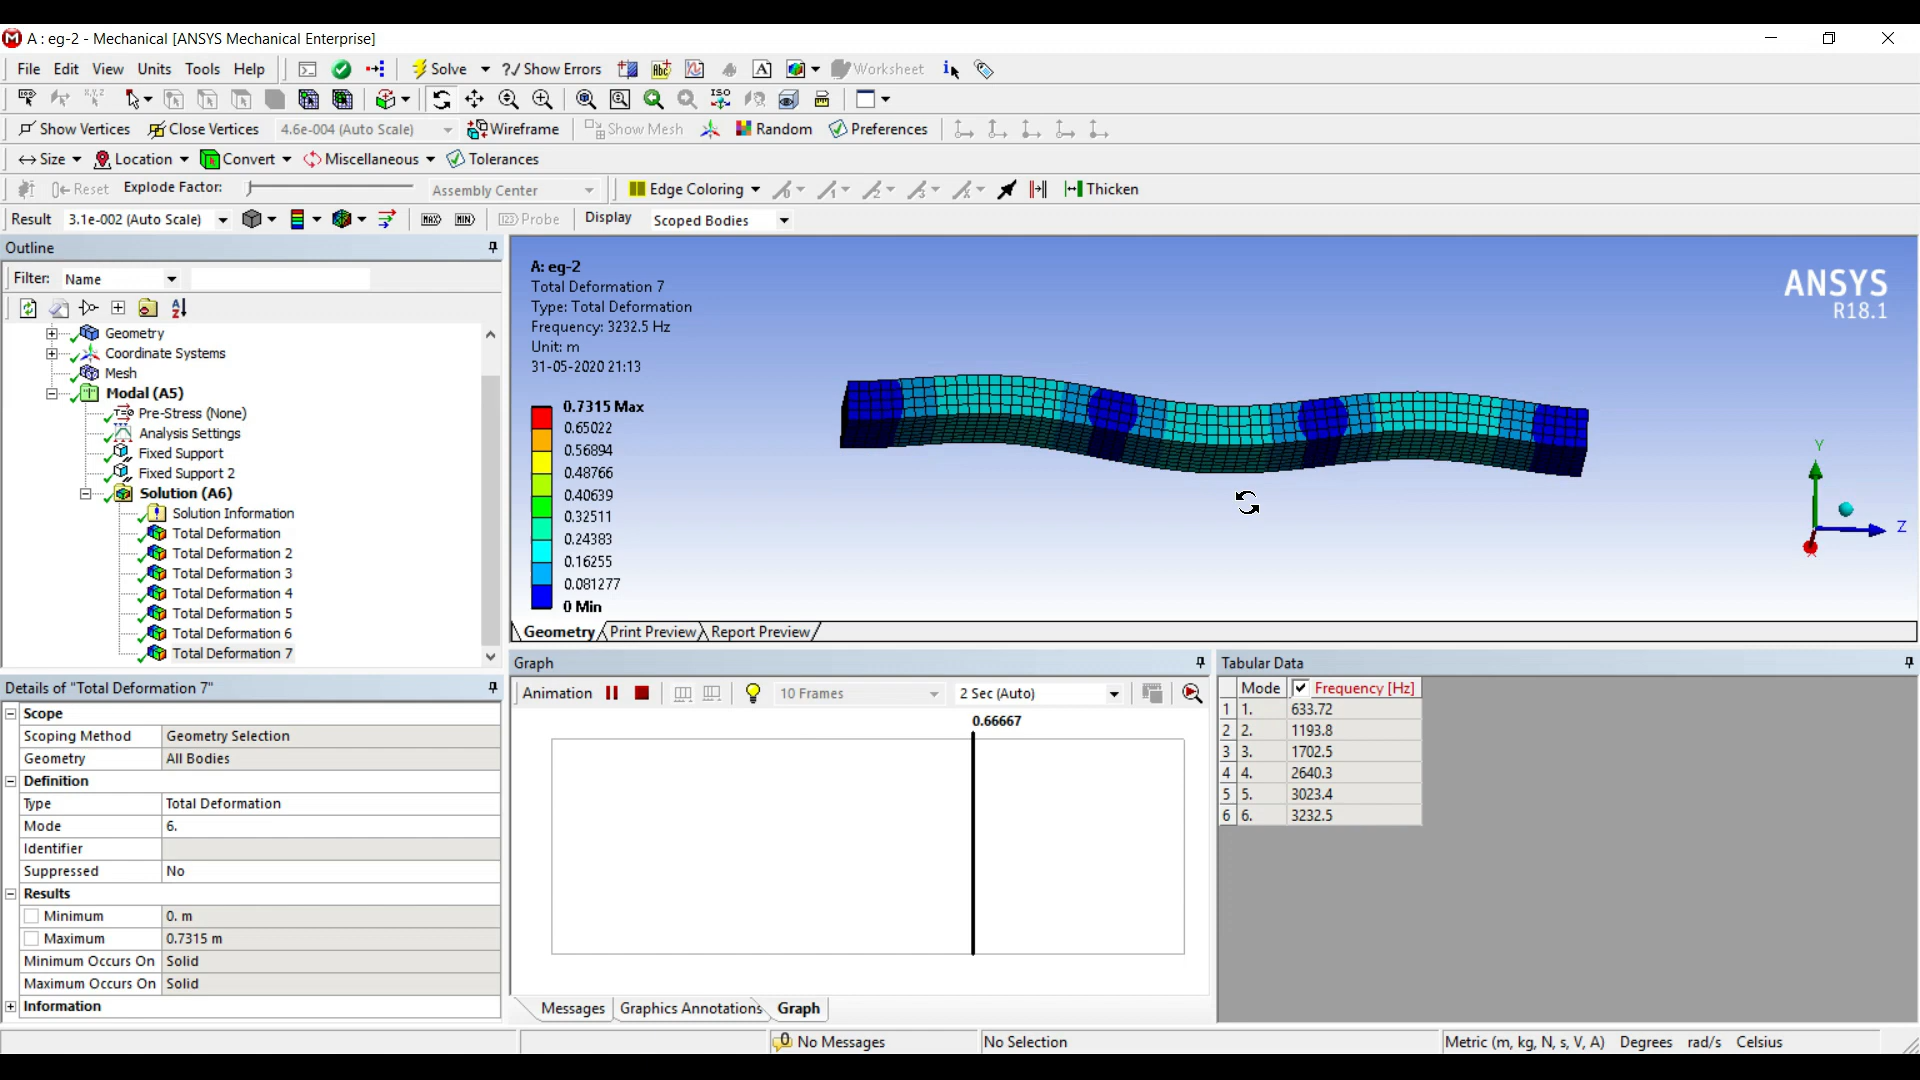 A : eg-2 - Mechanical [ANSYS Mechanical Enterprise]
File Edit View Units Tools Help Solve ?/ Show Errors Worksheet
Show Vertices Close Vertices 4.6e-004 (Auto Scale) Wireframe Show Mesh Random Preferences
Size Location Convert Miscellaneous Tolerances
Reset Explode Factor: Assembly Center Edge Coloring Thicken
Result 3.1e-002 (Auto Scale) MAX MIN Probe Display Scoped Bodies
Outline
Filter: Name
Geometry
Coordinate Systems
Mesh
Modal (A5)
Pre-Stress (None)
Analysis Settings
Fixed Support
Fixed Support 2
Solution (A6)
Solution Information
Total Deformation
Total Deformation 2
Total Deformation 3
Total Deformation 4
Total Deformation 5
Total Deformation 6
Total Deformation 7
A: eg-2
Total Deformation 7
Type: Total Deformation
Frequency: 3232.5 Hz
Unit: m
31-05-2020 21:13
0.7315 Max
0.65022
0.56894
0.48766
0.40639
0.32511
0.24383
0.16255
0.081277
0 Min
ANSYS
R18.1
Y
Z
X
Geometry Print Preview Report Preview
Details of "Total Deformation 7"
Scope
Scoping Method Geometry Selection
Geometry All Bodies
Definition
Type Total Deformation
Mode 6.
Identifier
Suppressed No
Results
Minimum 0. m
Maximum 0.7315 m
Minimum Occurs On Solid
Maximum Occurs On Solid
Information
Graph
Animation 10 Frames 2 Sec (Auto)
0.66667
Messages Graphics Annotations Graph
Tabular Data
Mode Frequency [Hz]
1 1. 633.72
2 2. 1193.8
3 3. 1702.5
4 4. 2640.3
5 5. 3023.4
6 6. 3232.5
No Messages No Selection Metric (m, kg, N, s, V, A) Degrees rad/s Celsius